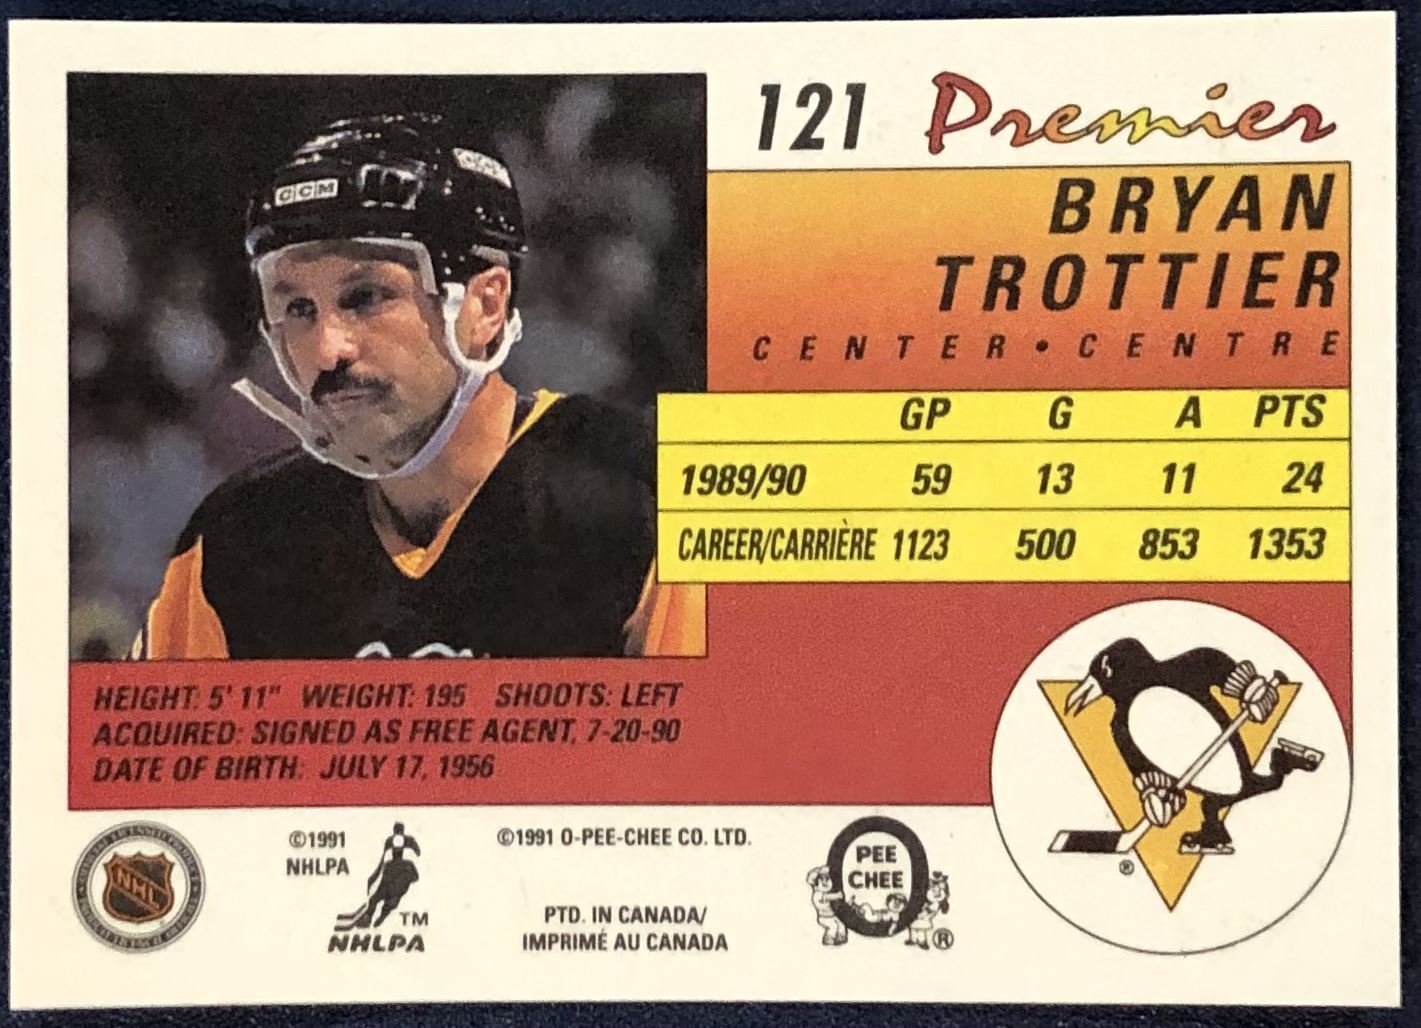 121 Premier
CCM
BRYAN
TROTTIER
CENTER • CENTRE
GP G A PTS
1989/90 59 13 11 24
CAREER/CARRIÈRE 1123 500 853 1353
HEIGHT: 5' 11" WEIGHT: 195 SHOOTS: LEFT
ACQUIRED: SIGNED AS FREE AGENT, 7-20-90
DATE OF BIRTH: JULY 17, 1956
NHL
©1991
NHLPA
TM
NHLPA
©1991 O-PEE-CHEE CO. LTD.
PTD. IN CANADA/
IMPRIMÉ AU CANADA
O
PEE
CHEE
®
®